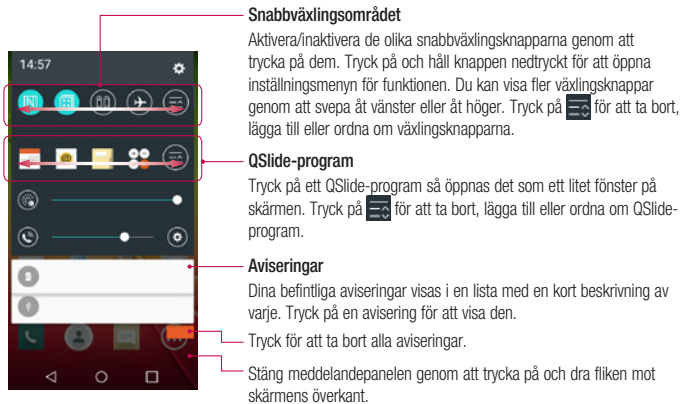 Snabbväxlingsområdet
Aktivera/inaktivera de olika snabbväxlingsknapparna genom att
trycka på dem. Tryck på och håll knappen nedtryckt för att öppna
inställningsmenyn för funktionen. Du kan visa fler växlingsknappar
genom att svepa åt vänster eller åt höger. Tryck på för att ta bort,
lägga till eller ordna om växlingsknapparna.
14:57
QSlide-program
Tryck på ett QSlide-program så öppnas det som ett litet fönster på
skärmen. Tryck på för att ta bort, lägga till eller ordna om QSlide-
program.
Aviseringar
Dina befintliga aviseringar visas i en lista med en kort beskrivning av
varje. Tryck på en avisering för att visa den.
Tryck för att ta bort alla aviseringar.
Stäng meddelandepanelen genom att trycka på och dra fliken mot
skärmens överkant.